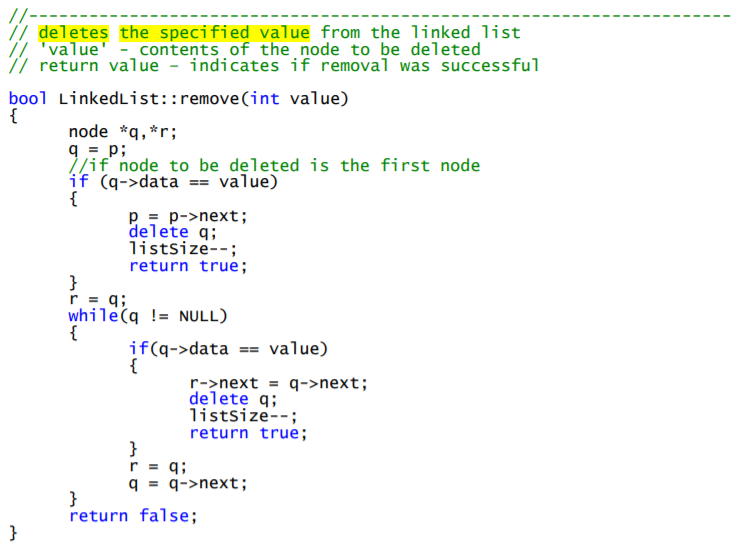 //----------------------------------------------------------------------
// deletes the specified value from the linked list
// 'value' - contents of the node to be deleted
// return value – indicates if removal was successful
bool LinkedList::remove(int value)
{
node *q,*r;
q = p;
//if node to be deleted is the first node
if (q->data == value)
{
p = p->next;
delete q;
listSize--;
return true;
}
r = q;
while(q != NULL)
{
if(q->data == value)
{
r->next = q->next;
delete q;
listSize--;
return true;
}
r = q;
q = q->next;
}
return false;
}